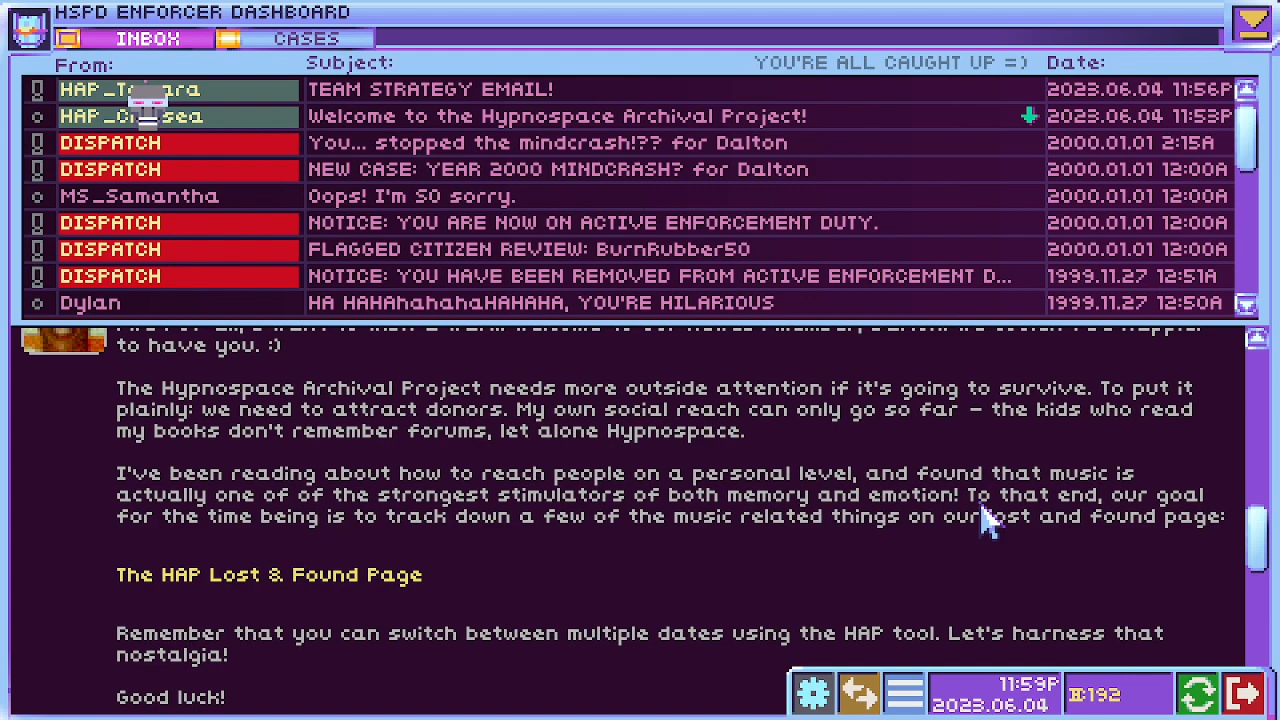 HSPD ENFORCER DASHBOARD
INBOX CASES
From: Subject: YOU'RE ALL CAUGHT UP =) Date:
TEAM STRATEGY EMAIL! 2023.06.04 11:56P
Welcome to the Hypnospace Archival Project! 2023.06.04 11:53P
DISPATCH You... stopped the mindcrash!?? for Dalton 2000.01.01 2:15A
DISPATCH NEW CASE: YEAR 2000 MINDCRASH? for Dalton 2000.01.01 12:00A
MS_Samantha Oops! I'm SO sorry. 2000.01.01 12:00A
DISPATCH NOTICE: YOU ARE NOW ON ACTIVE ENFORCEMENT DUTY. 2000.01.01 12:00A
DISPATCH FLAGGED CITIZEN REVIEW: BurnRubber50 2000.01.01 12:00A
DISPATCH NOTICE: YOU HAVE BEEN REMOVED FROM ACTIVE ENFORCEMENT D... 1999.11.27 12:51A
Dylan HA HAHAhahahaHAHAHA, YOU'RE HILARIOUS 1999.11.27 12:50A
to have you. :)
The Hypnospace Archival Project needs more outside attention if it's going to survive. To put it
plainly: we need to attract donors. My own social reach can only go so far - the kids who read
my books don't remember forums, let alone Hypnospace.
I've been reading about how to reach people on a personal level, and found that music is
actually one of of the strongest stimulators of both memory and emotion! To that end, our goal
for the time being is to track down a few of the music related things on our lost and found page:
The HAP Lost & Found Page
Remember that you can switch between multiple dates using the HAP tool. Let's harness that
nostalgia!
Good luck!
11:59P
2023.06.04
192